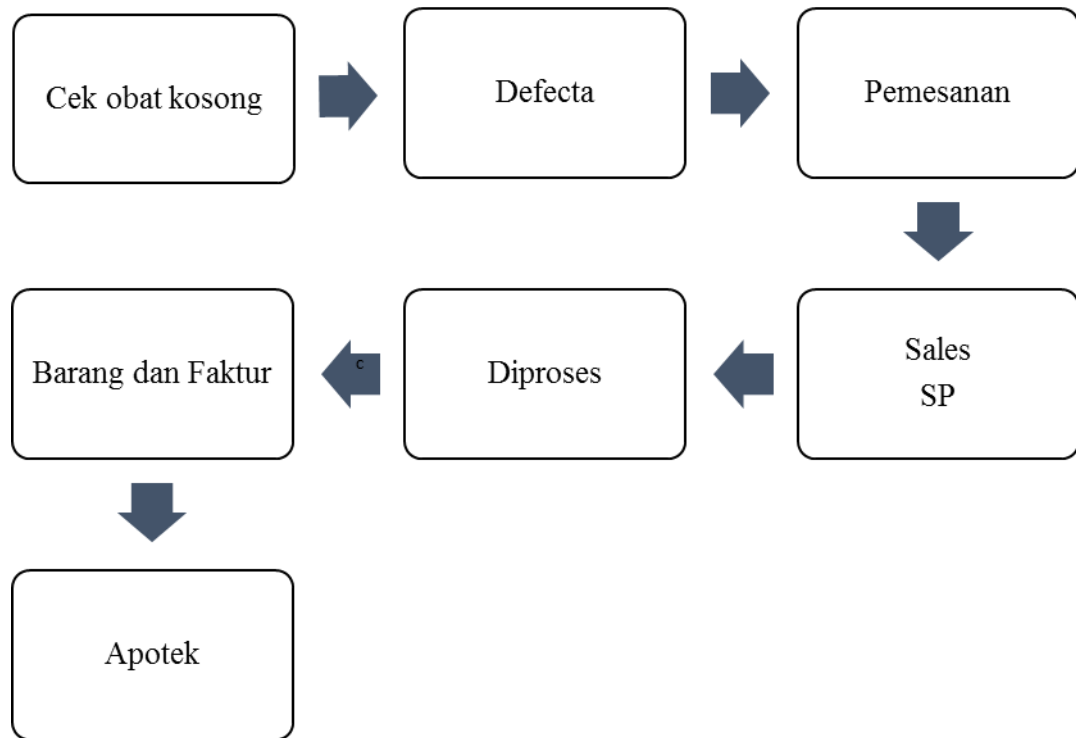 Cek obat kosong
Defecta
Pemesanan
Sales
SP
Diproses
c
Barang dan Faktur
Apotek